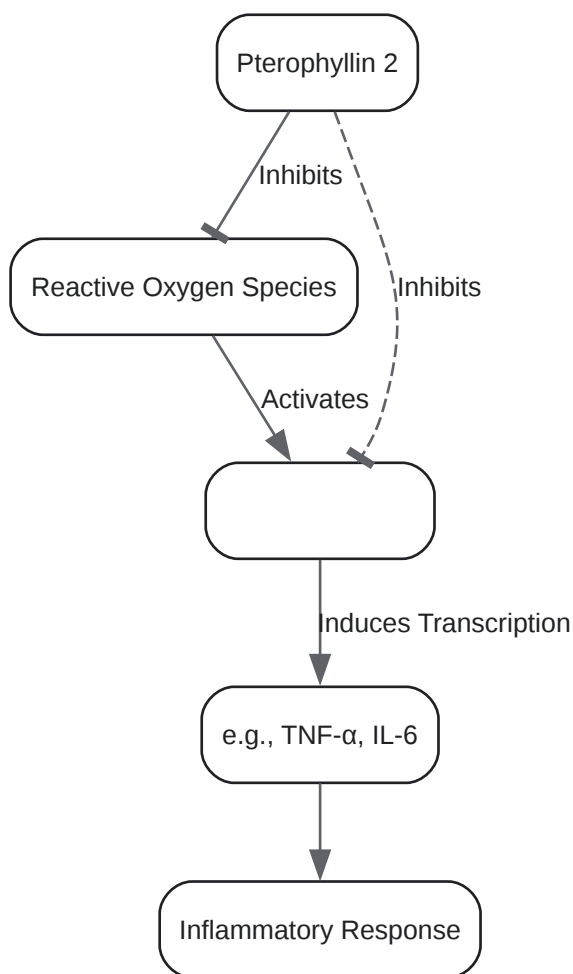 Pterophyllin 2
Inhibits
Reactive Oxygen Species
Inhibits
Activates
Induces Transcription
e.g., TNF-α, IL-6
Inflammatory Response